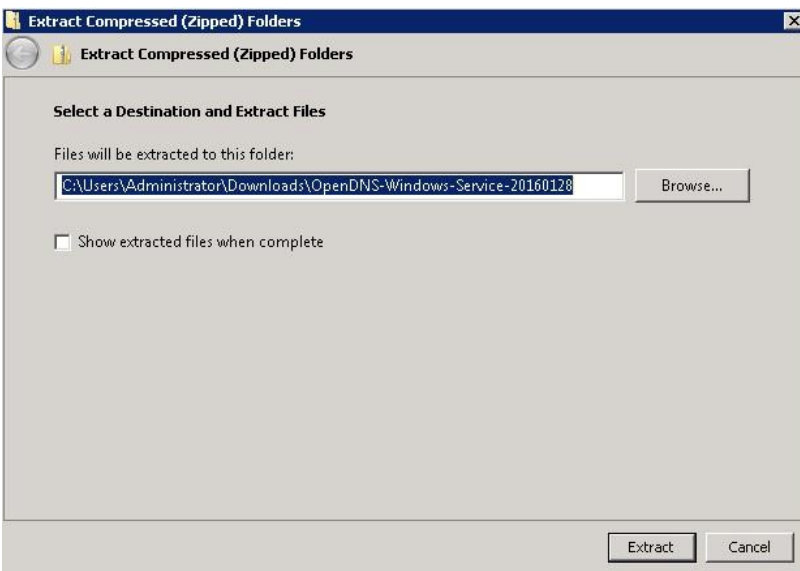 Extract Compressed (Zipped) Folders
Extract Compressed (Zipped) Folders
Select a Destination and Extract Files
Files will be extracted to this folder:
C:\Users\Administrator\Downloads\OpenDNS-Windows-Service-20160128
Browse...
Show extracted files when complete
Extract
Cancel